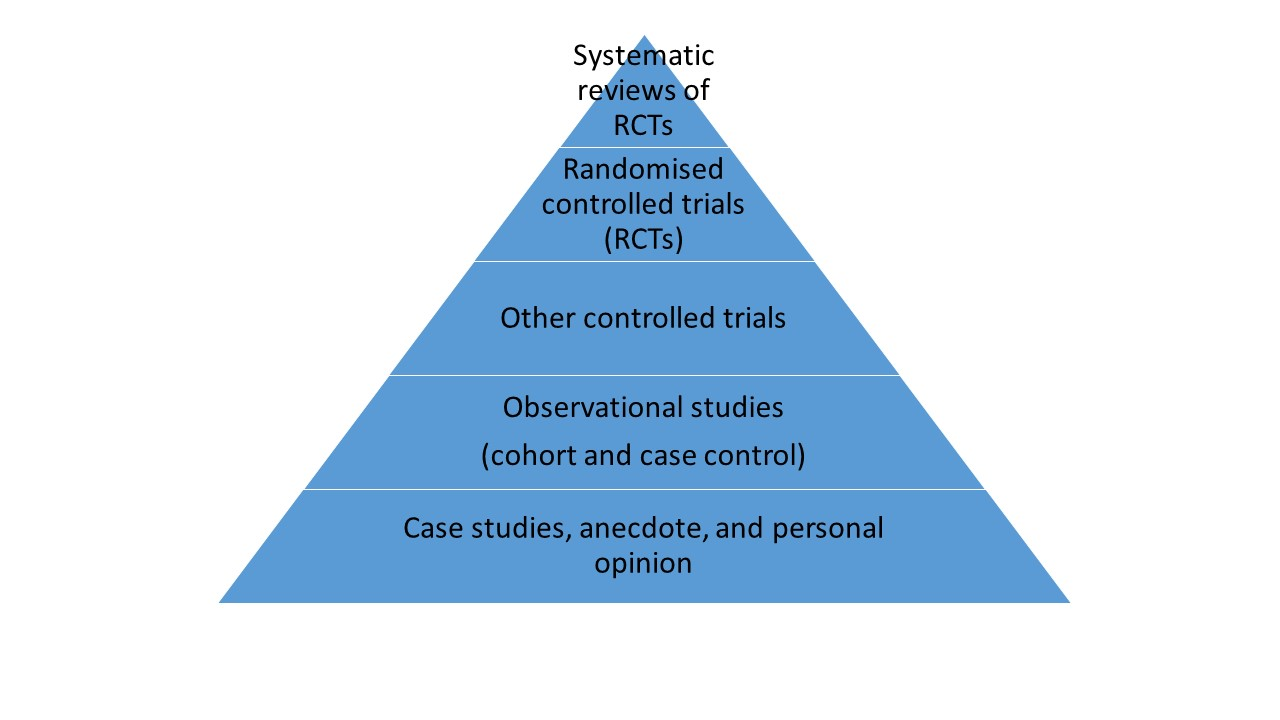 Systematic
reviews of
RCTs
Randomised
controlled trials
(RCTs)
Other controlled trials
Observational studies
(cohort and case control)
Case studies, anecdote, and personal
opinion